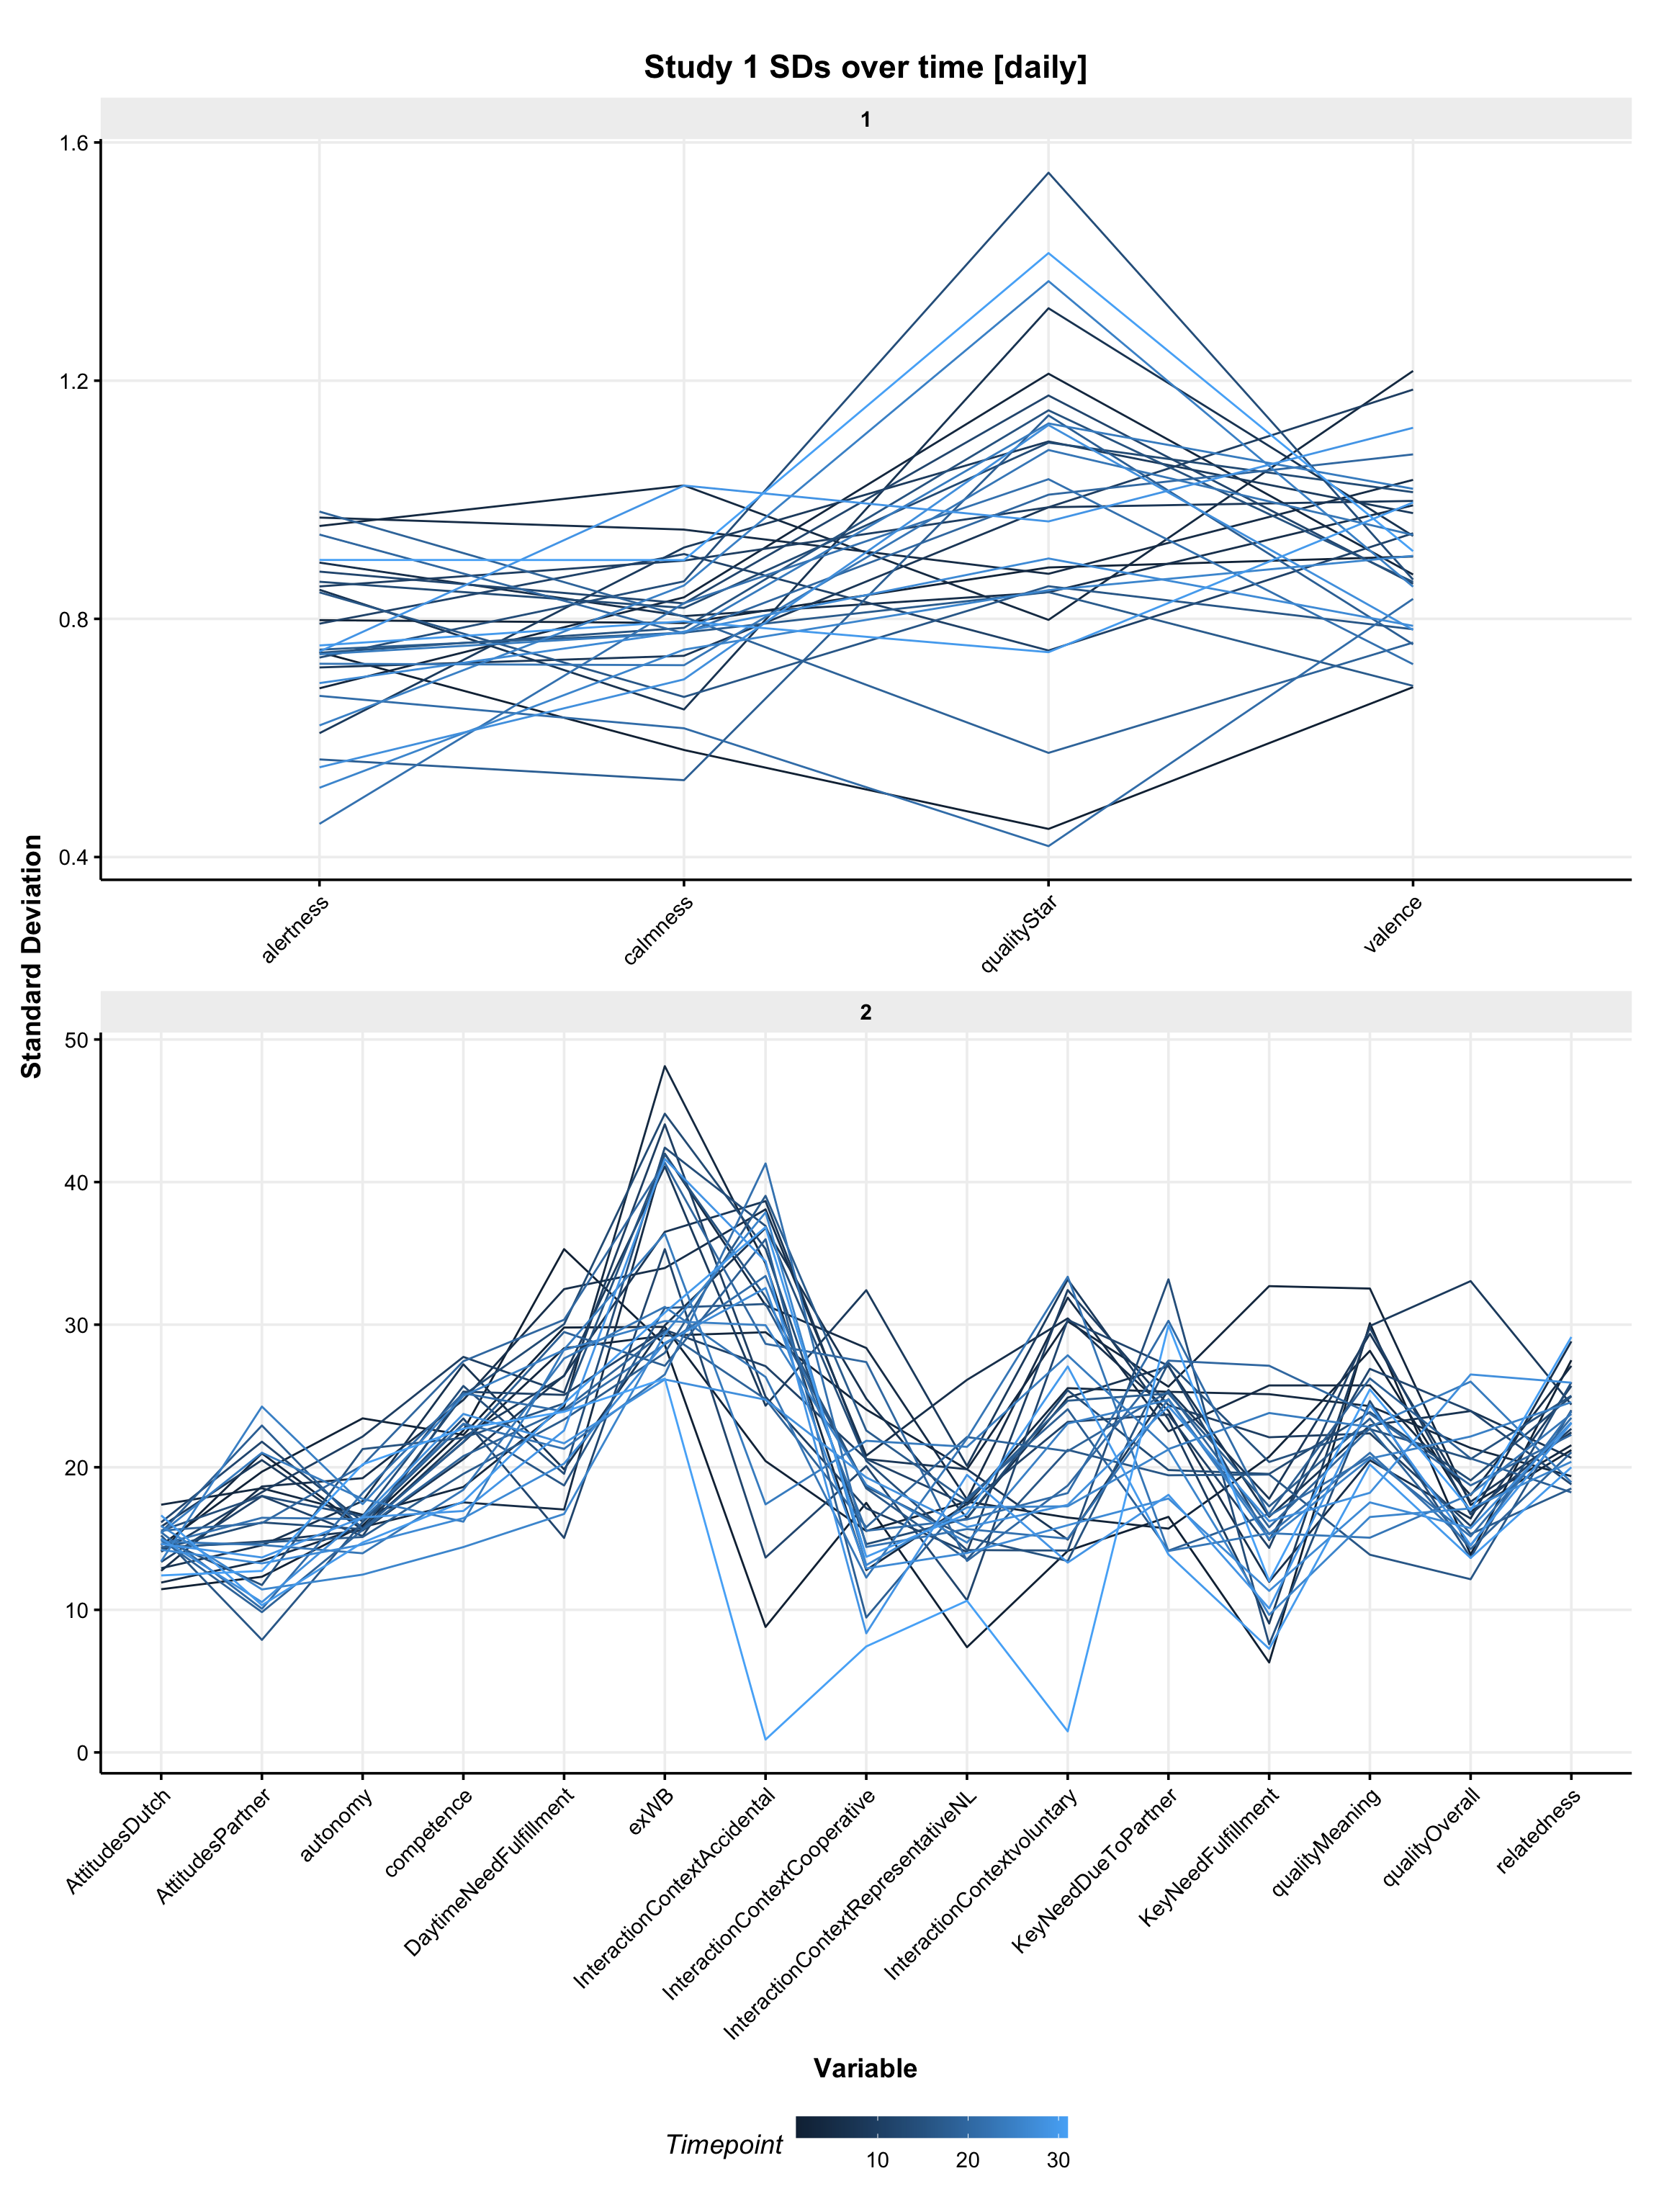 Study 1 SDs over time [daily]
1
1.6
1.2
0.8
0.4
alertness
calmness
qualityStar
valence
Standard Deviation
2
50
40
30
20
10
0
AttitudesDutch
AttitudesPartner
autonomy
competence
DaytimeNeedFulfillment
exWB
InteractionContextAccidental
InteractionContextCooperative
InteractionContextRepresentativeNL
InteractionContextvoluntary
KeyNeedDueToPartner
KeyNeedFulfillment
qualityMeaning
qualityOverall
relatedness
Variable
Timepoint
10 20 30